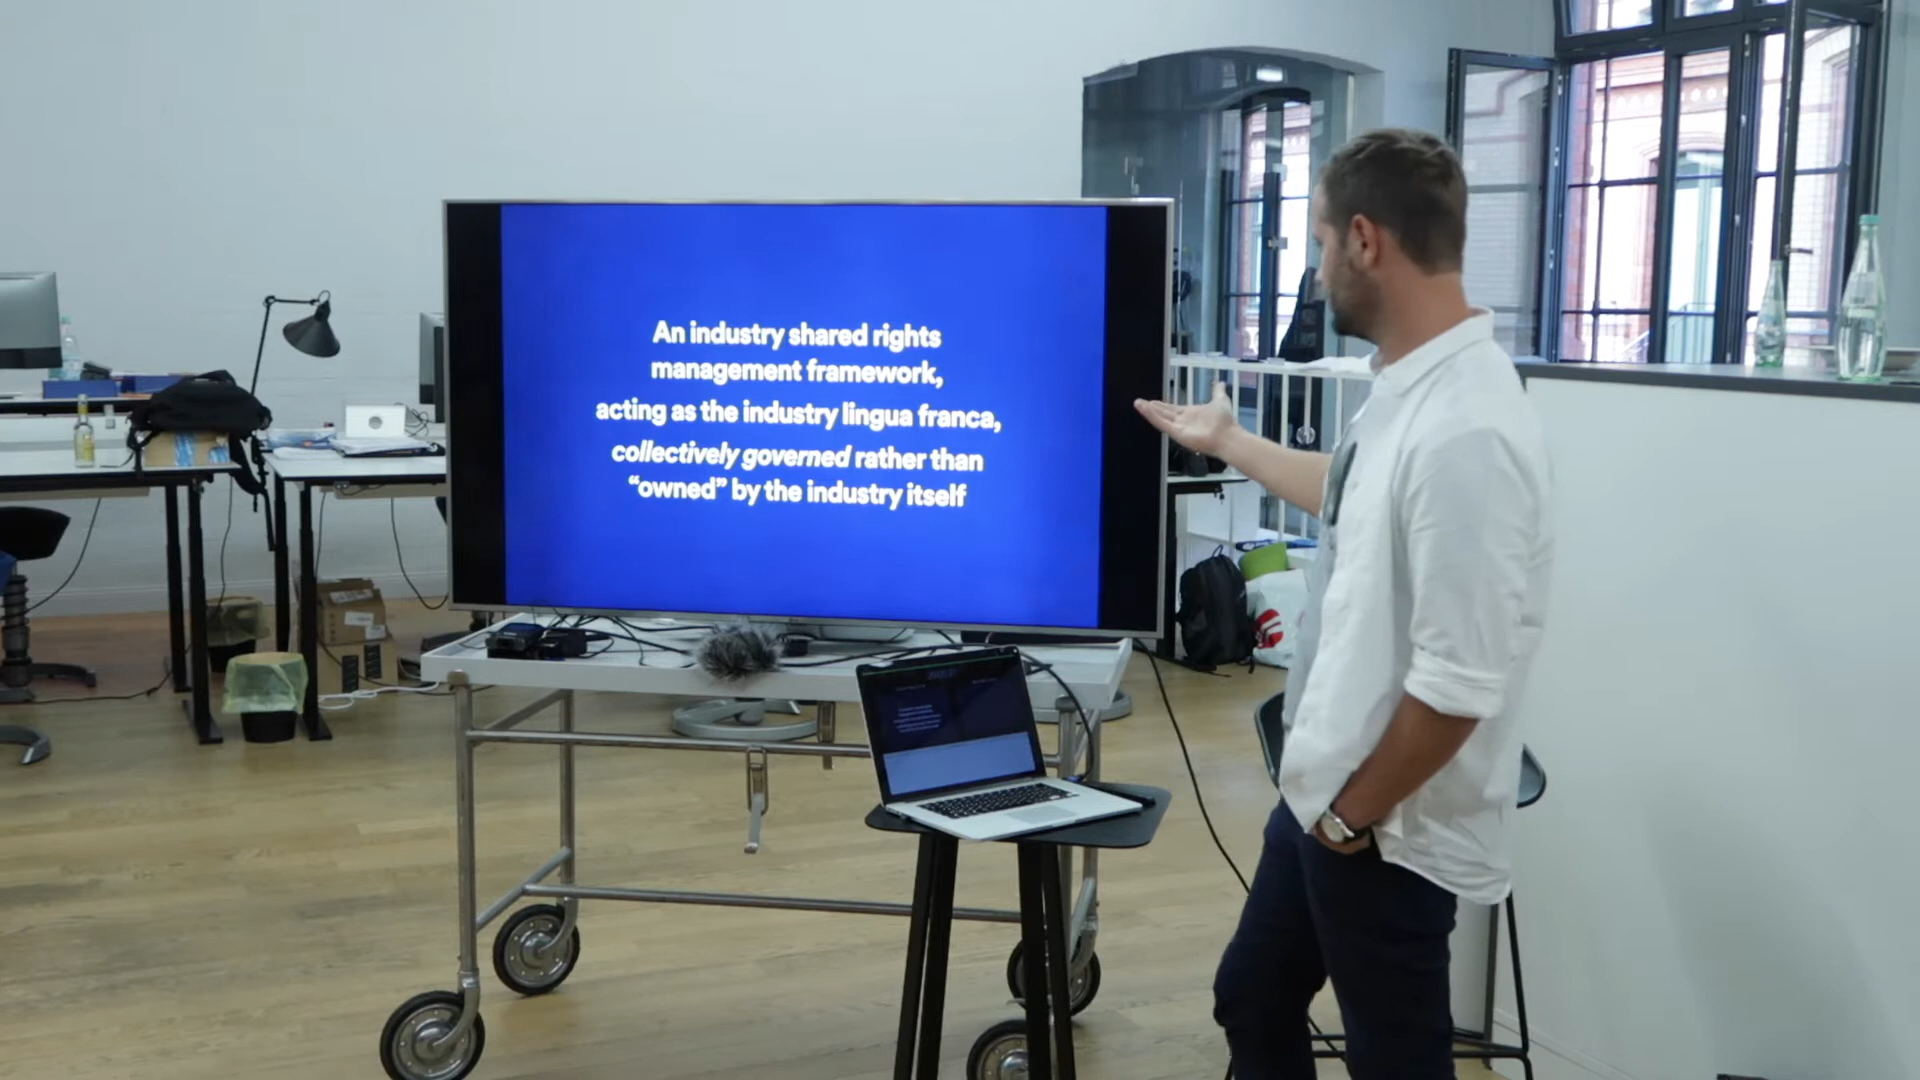 An industry shared rights
management framework,
acting as the industry lingua franca,
collectively governed rather than
“owned” by the industry itself